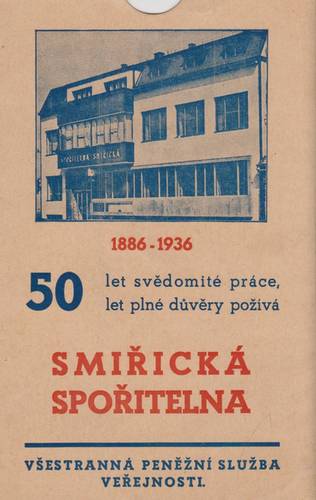 SPOŘITELNA SMIŘICKÁ
1886-1936
50 let svědomité práce,
let plné důvěry požívá
SMIŘICKÁ
SPOŘITELNA
VŠESTRANNÁ PENĚŽNÍ SLUŽBA
VEŘEJNOSTI.